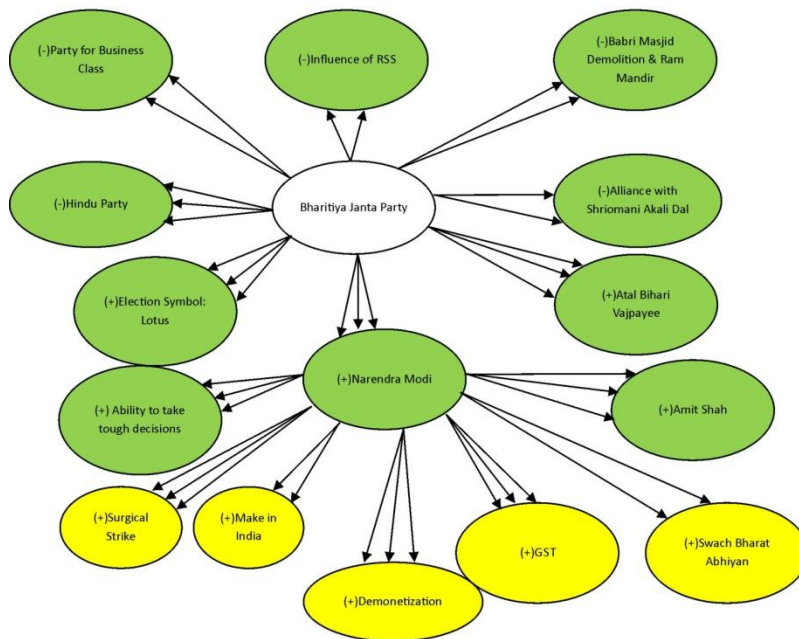 (-)Party for Business
Class
(-)Influence of RSS
(-)Babri Masjid
Demolition & Ram
Mandir
(-)Hindu Party
Bharitiya Janta Party
(-)Alliance with
Shriomani Akali Dal
(+)Election Symbol:
Lotus
(+)Atal Bihari
Vajpayee
(+) Ability to take
tough decisions
(+)Narendra Modi
(+)Amit Shah
(+)Surgical
Strike
(+)Make in
India
(+)Demonetization
(+)GST
(+)Swach Bharat
Abhiyan